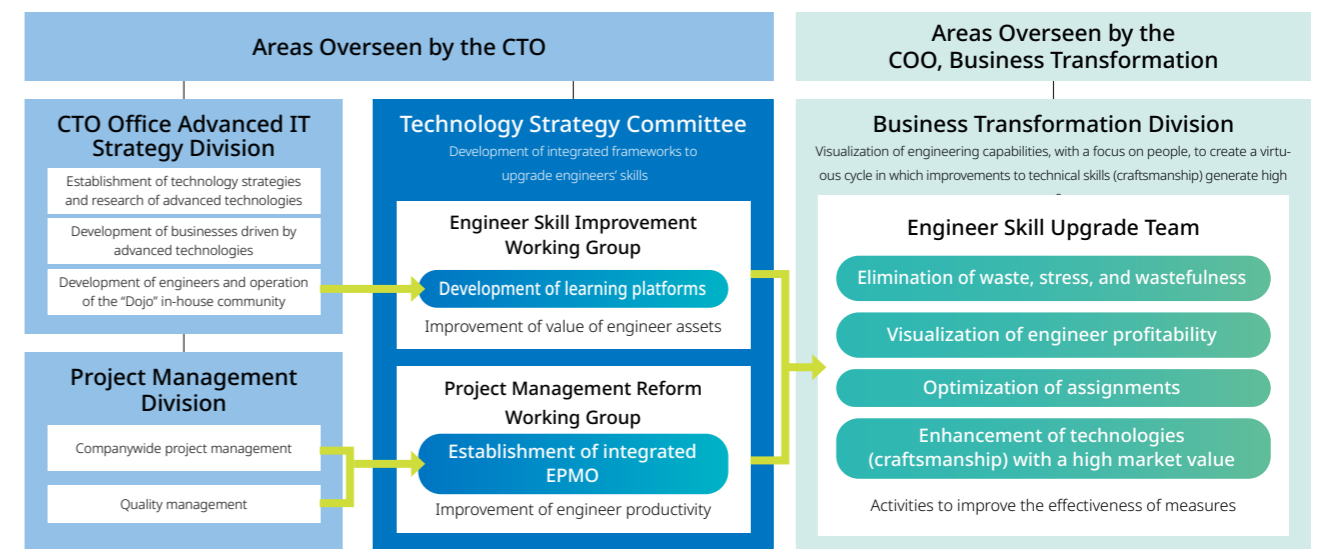 Areas Overseen by the CTO
Areas Overseen by the
COO, Business Transformation
CTO Office Advanced IT
Strategy Division
Establishment of technology strategies
and research of advanced technologies
Development of businesses driven by
advanced technologies
Development of engineers and operation
of the “Dojo” in-house community
Project Management
Division
Companywide project management
Quality management
Technology Strategy Committee
Development of integrated frameworks to
upgrade engineers’ skills
Engineer Skill Improvement
Working Group
Development of learning platforms
Improvement of value of engineer assets
Project Management Reform
Working Group
Establishment of integrated
EPMO
Improvement of engineer productivity
Business Transformation Division
Visualization of engineering capabilities, with a focus on people, to create a virtu-
ous cycle in which improvements to technical skills (craftsmanship) generate high
Engineer Skill Upgrade Team
Elimination of waste, stress, and wastefulness
Visualization of engineer profitability
Optimization of assignments
Enhancement of technologies
(craftsmanship) with a high market value
Activities to improve the effectiveness of measures